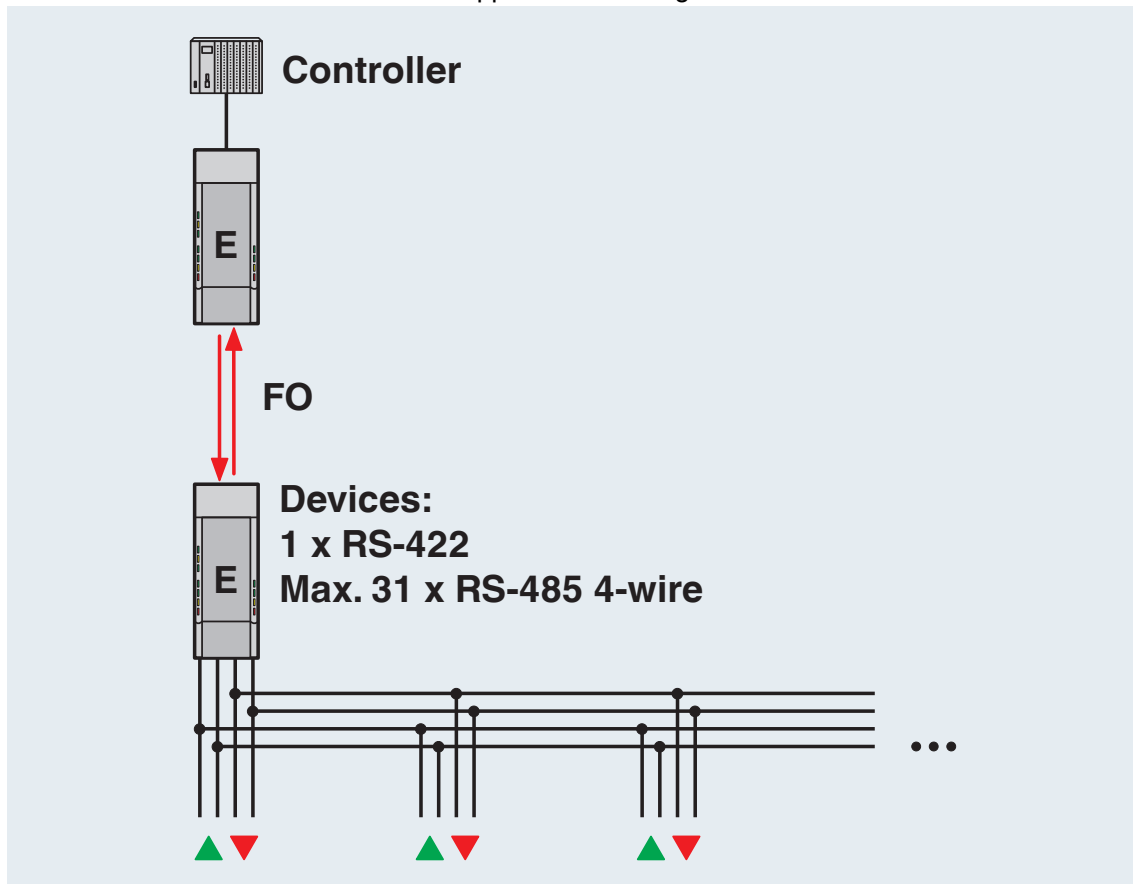 Controller
E
FO
Devices:
1 x RS-422
Max. 31 x RS-485 4-wire
E